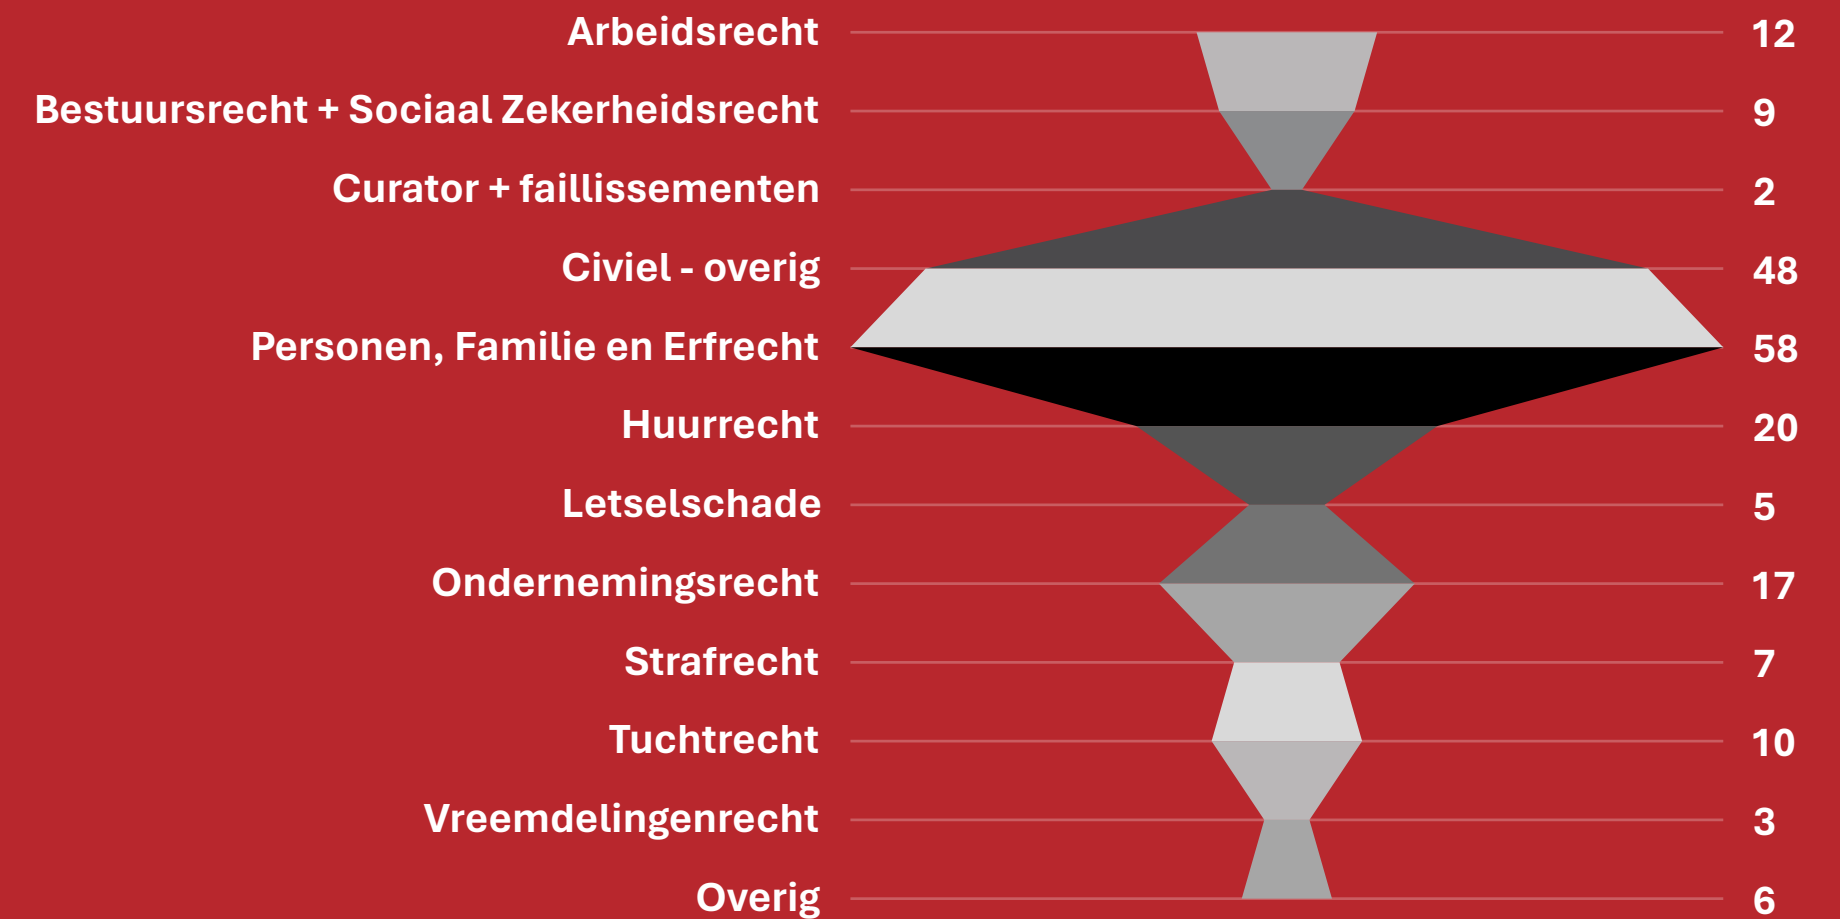 Arbeidsrecht 12
Bestuursrecht + Sociaal Zekerheidsrecht 9
Curator + faillissementen 2
Civiel - overig 48
Personen, Familie en Erfrecht 58
Huurrecht 20
Letselschade 5
Ondernemingsrecht 17
Strafrecht 7
Tuchtrecht 10
Vreemdelingenrecht 3
Overig 6